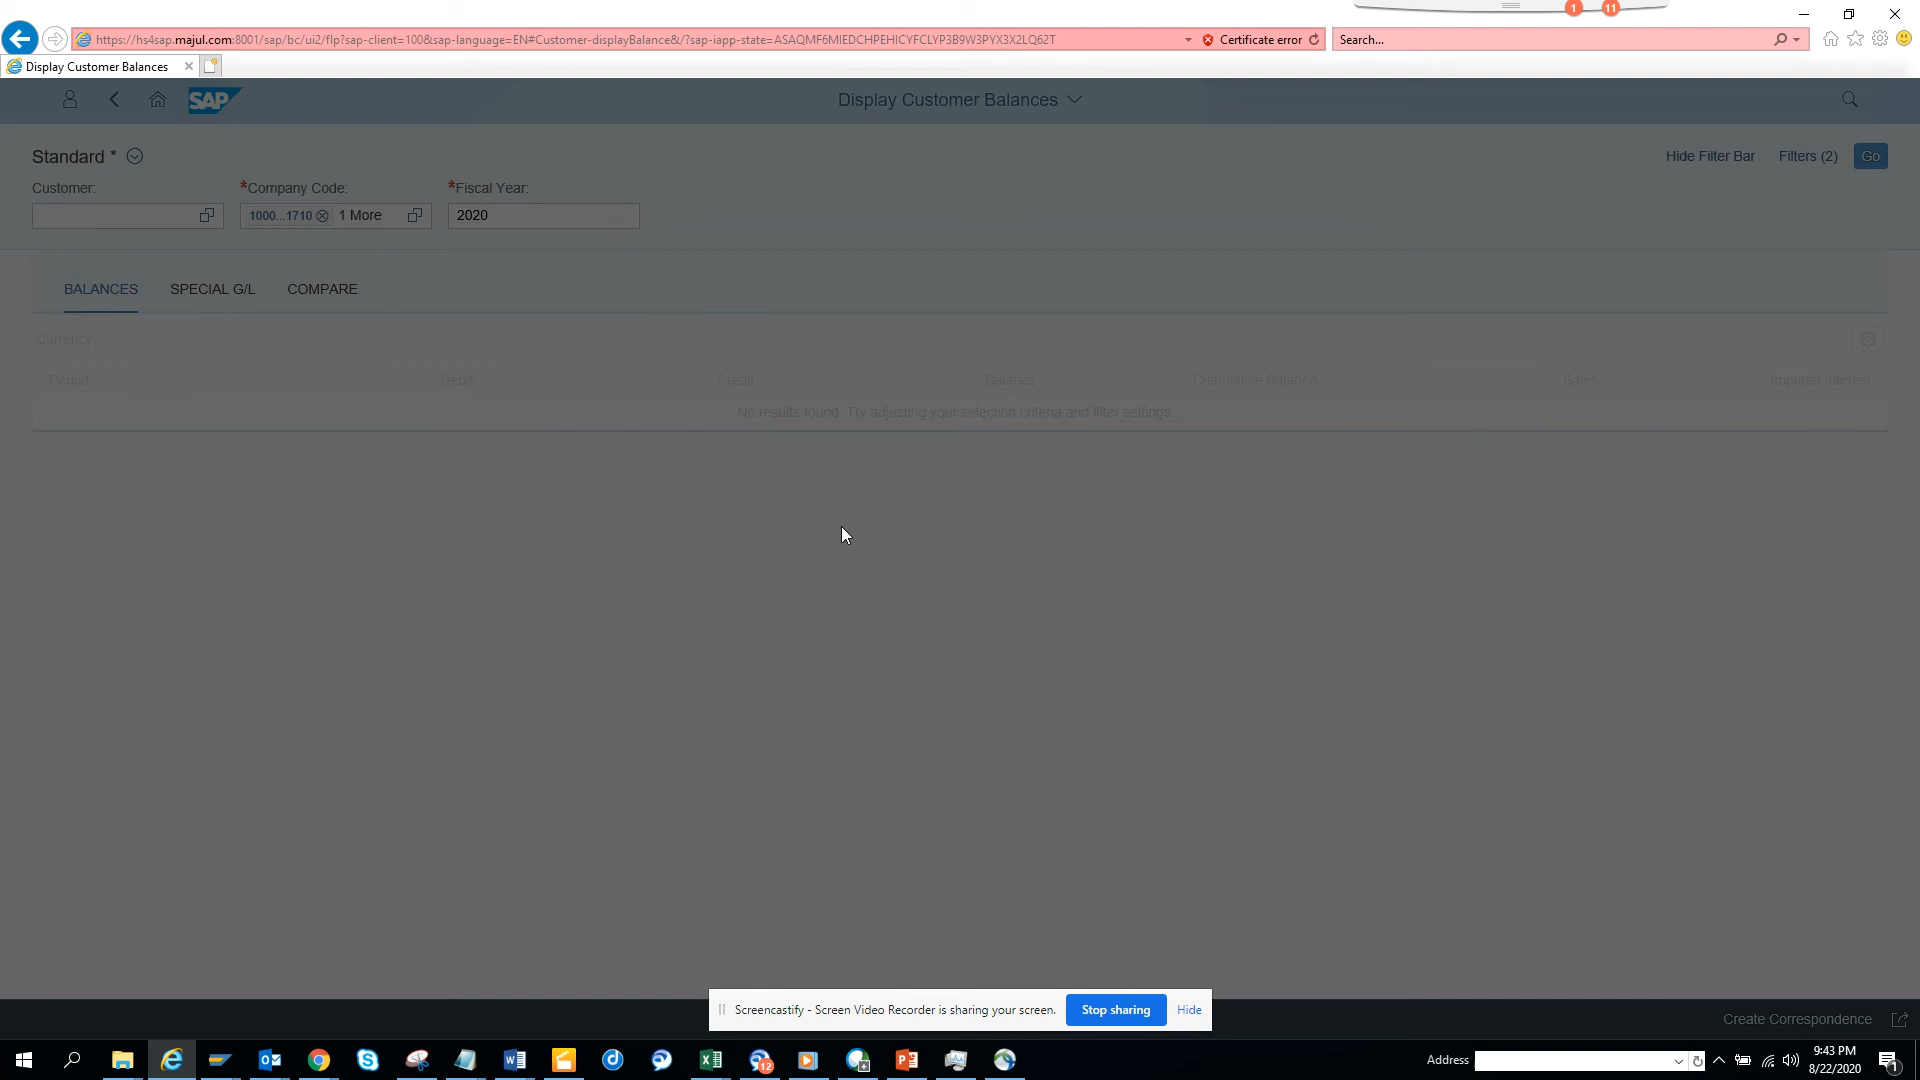 1 11
https://hs4sap.majul.com:8001/sap/bc/ui2/flp?sap-client=100&sap-language=EN#Customer-displayBalance&/?sap-iapp-state=ASAQMF6MIEDCHPEHICYFCLYP3B9W3PYX3X2LQ62T Certificate error Search...
Display Customer Balances
SAP Display Customer Balances
Standard * Hide Filter Bar Filters (2) Go
Customer: *Company Code: *Fiscal Year:
1000...1710 1 More 2020
BALANCES SPECIAL G/L COMPARE
Currency
Period Debit Credit Balance Cumulative Balance Sales Imputed Interest
No results found. Try adjusting your selection criteria and filter settings.
Screencastify - Screen Video Recorder is sharing your screen. Stop sharing Hide
Create Correspondence
12 Address 9:43 PM
8/22/2020 1